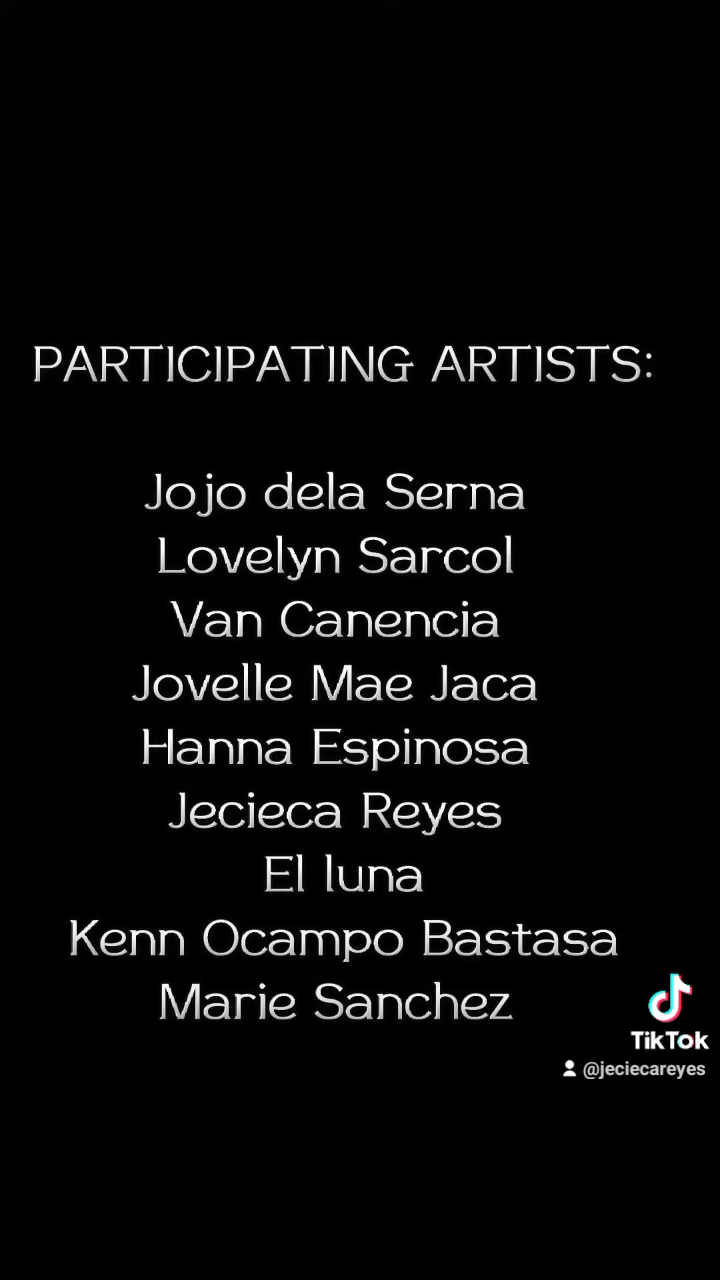 PARTICIPATING ARTISTS:
Jojo dela Serna
Lovelyn Sarcol
Van Canencia
Jovelle Mae Jaca
Hanna Espinosa
Jecieca Reyes
El luna
Kenn Ocampo Bastasa
Marie Sanchez
TikTok
@jeciecareyes